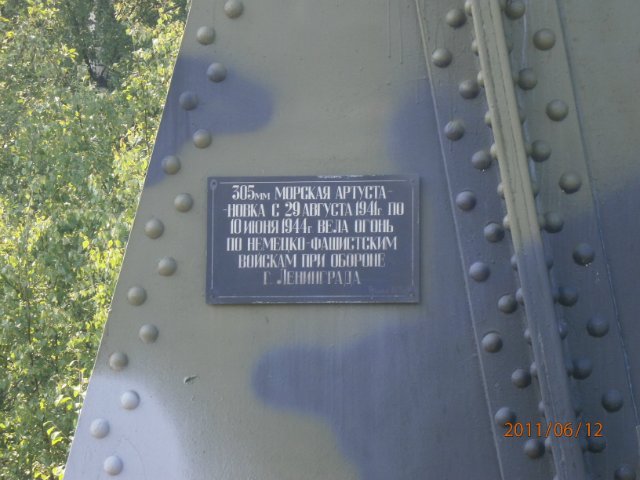 305мм МОРСКАЯ АРТУСТА-
-НОВКА С 29 АВГУСТА 1941г ПО
10 ИЮНЯ 1944г ВЕЛА ОГОНЬ
ПО НЕМЕЦКО-ФАШИСТСКИМ
ВОЙСКАМ ПРИ ОБОРОНЕ
Г. ЛЕНИНГРАДА
2011/06/12